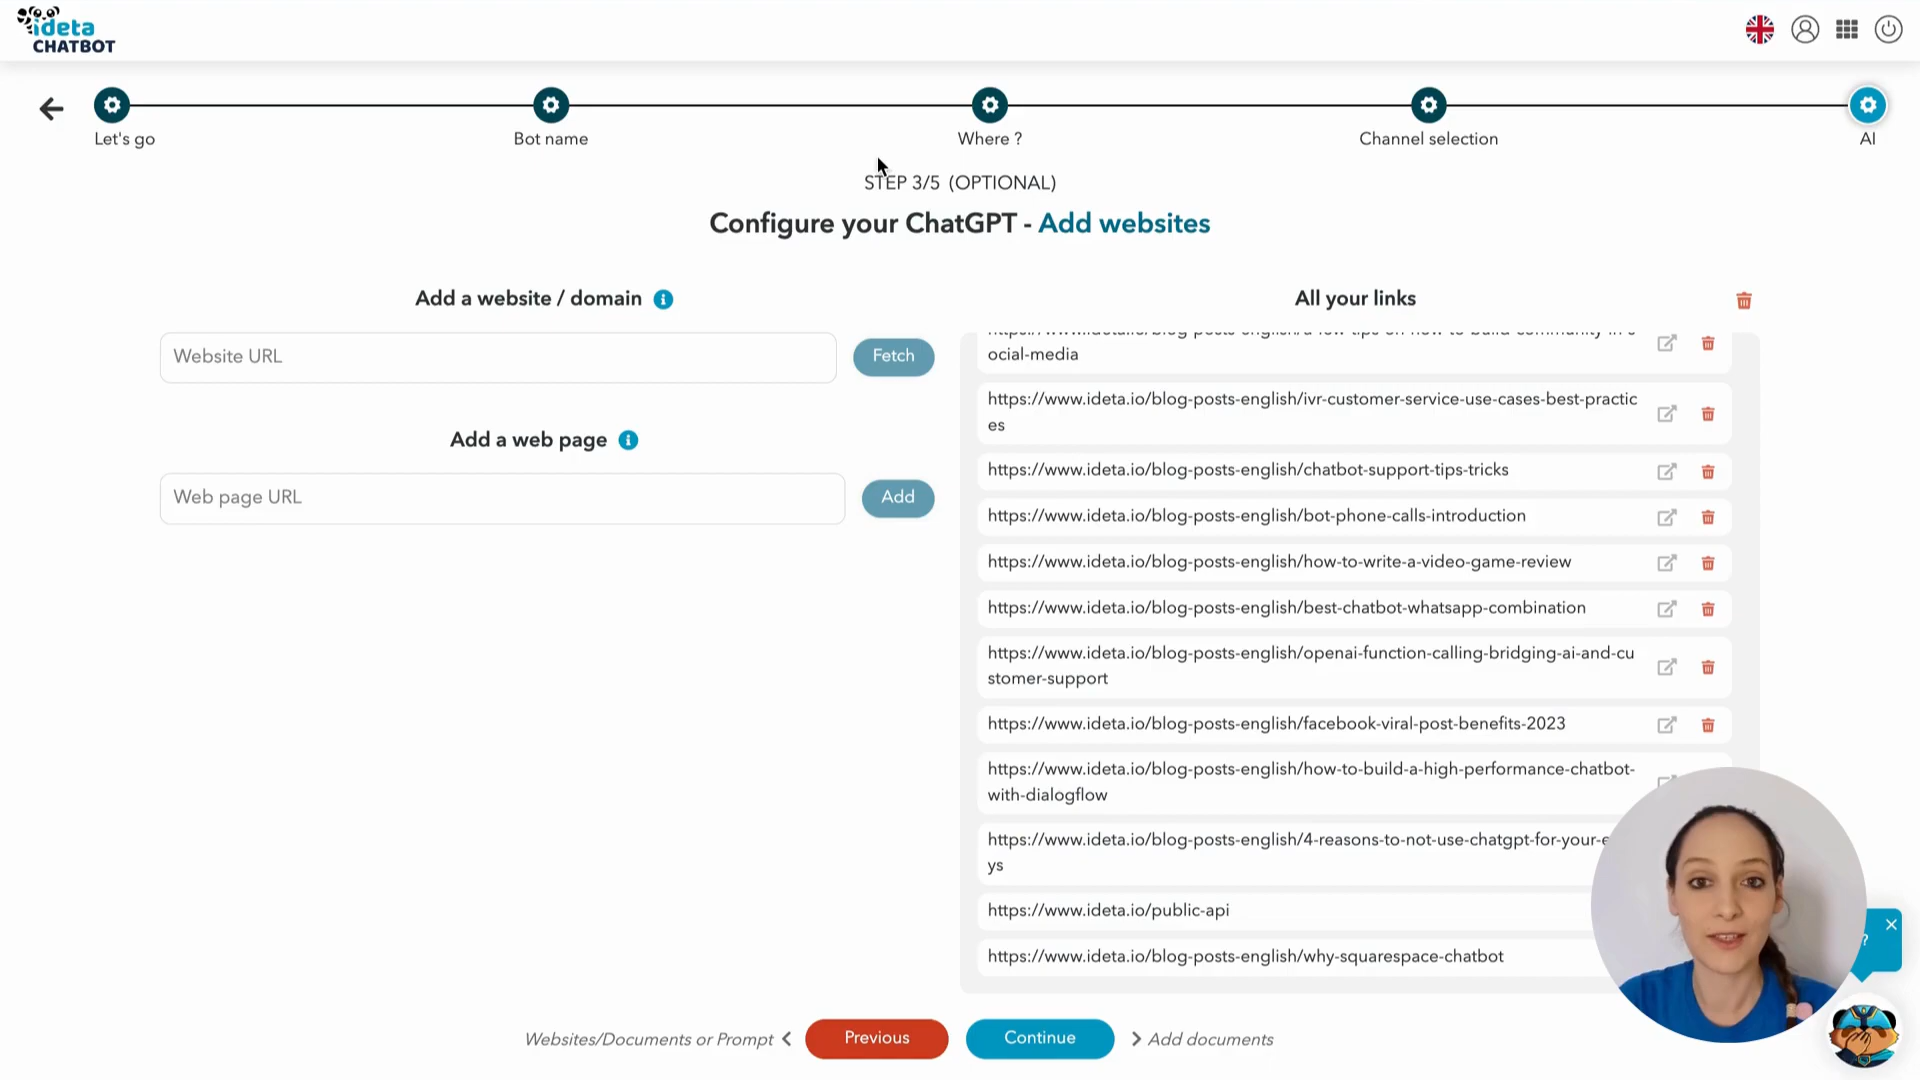 ideta
CHATBOT
Let's go
Bot name
Where ?
Channel selection
AI
STEP 3/5 (OPTIONAL)
Configure your ChatGPT - Add websites
Add a website / domain
Website URL
Fetch
Add a web page
Web page URL
Add
All your links
https://www.ideta.io/blog-posts-english/a-few-tips-on-how-to-build-community-in-s
ocial-media
https://www.ideta.io/blog-posts-english/ivr-customer-service-use-cases-best-practic
es
https://www.ideta.io/blog-posts-english/chatbot-support-tips-tricks
https://www.ideta.io/blog-posts-english/bot-phone-calls-introduction
https://www.ideta.io/blog-posts-english/how-to-write-a-video-game-review
https://www.ideta.io/blog-posts-english/best-chatbot-whatsapp-combination
https://www.ideta.io/blog-posts-english/openai-function-calling-bridging-ai-and-cu
stomer-support
https://www.ideta.io/blog-posts-english/facebook-viral-post-benefits-2023
https://www.ideta.io/blog-posts-english/how-to-build-a-high-performance-chatbot-
with-dialogflow
https://www.ideta.io/blog-posts-english/4-reasons-to-not-use-chatgpt-for-your-e
ys
https://www.ideta.io/public-api
https://www.ideta.io/blog-posts-english/why-squarespace-chatbot
?
Websites/Documents or Prompt
Previous
Continue
Add documents